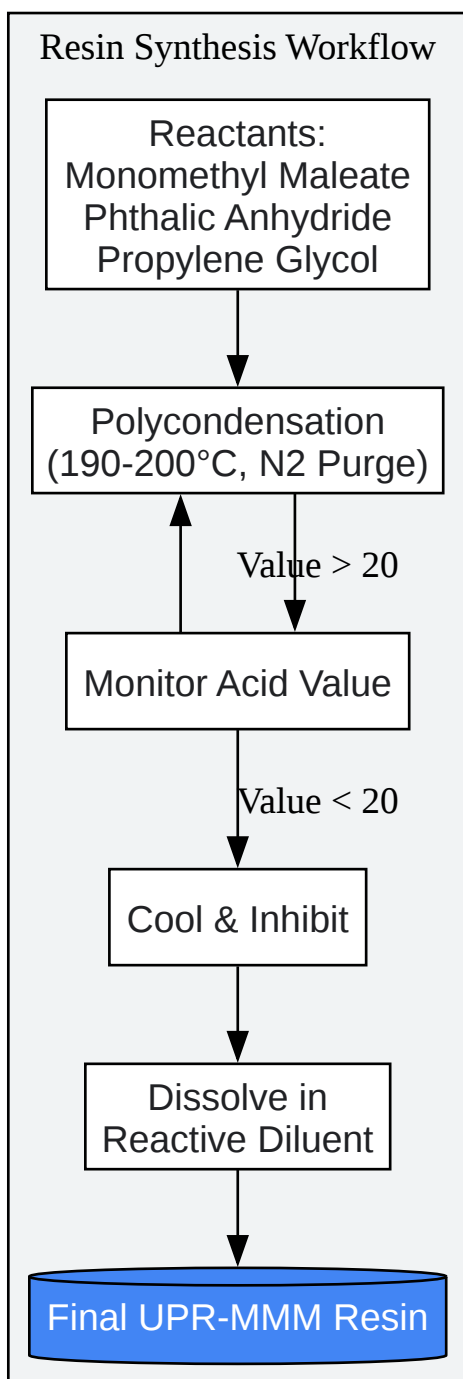 Resin Synthesis Workflow
Reactants:
Monomethyl Maleate
Phthalic Anhydride
Propylene Glycol
Polycondensation
(190-200°C, N2 Purge)
Value > 20
Monitor Acid Value
Value < 20
Cool & Inhibit
Dissolve in
Reactive Diluent
Final UPR-MMM Resin